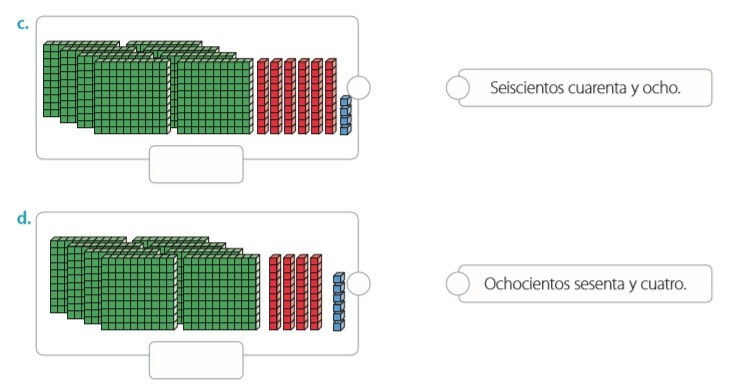 c.
Seiscientos cuarenta y ocho.
d.
Ochocientos sesenta y cuatro.